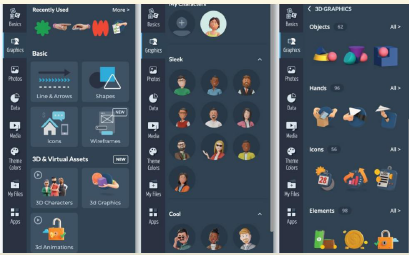 Basics
Graphics
Photos
Data
Media
Theme
Colors
My Files
Apps
Recently Used
More >
Basic
Line & Arrows
Shapes
Icons
NEW
Wireframes
3D & Virtual Assets
NEW
3D Characters
3d Graphics
3d Animations
Basics
Graphics
Photos
Data
Media
Theme
Colors
My Files
Apps
My Characters
Sleek
Cool
Basics
Graphics
Photos
Data
Media
Theme
Colors
My Files
Apps
< 3D GRAPHICS
Objects 62 All >
Hands 96 All >
Icons 56 All >
Elements 98 All >